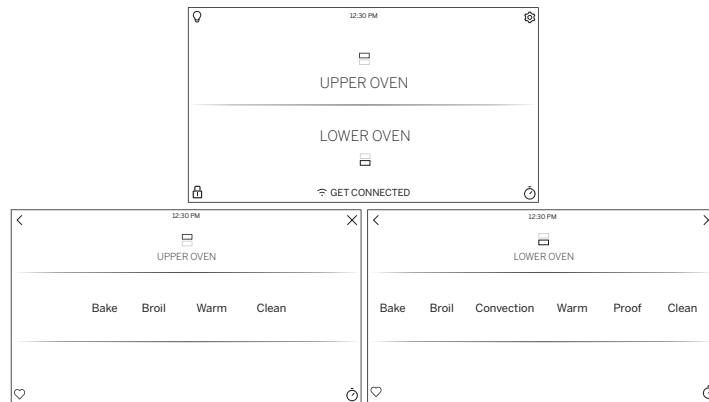 12:30 PM
UPPER OVEN
LOWER OVEN
GET CONNECTED
12:30 PM
UPPER OVEN
Bake Broil Warm Clean
12:30 PM
LOWER OVEN
Bake Broil Convection Warm Proof Clean